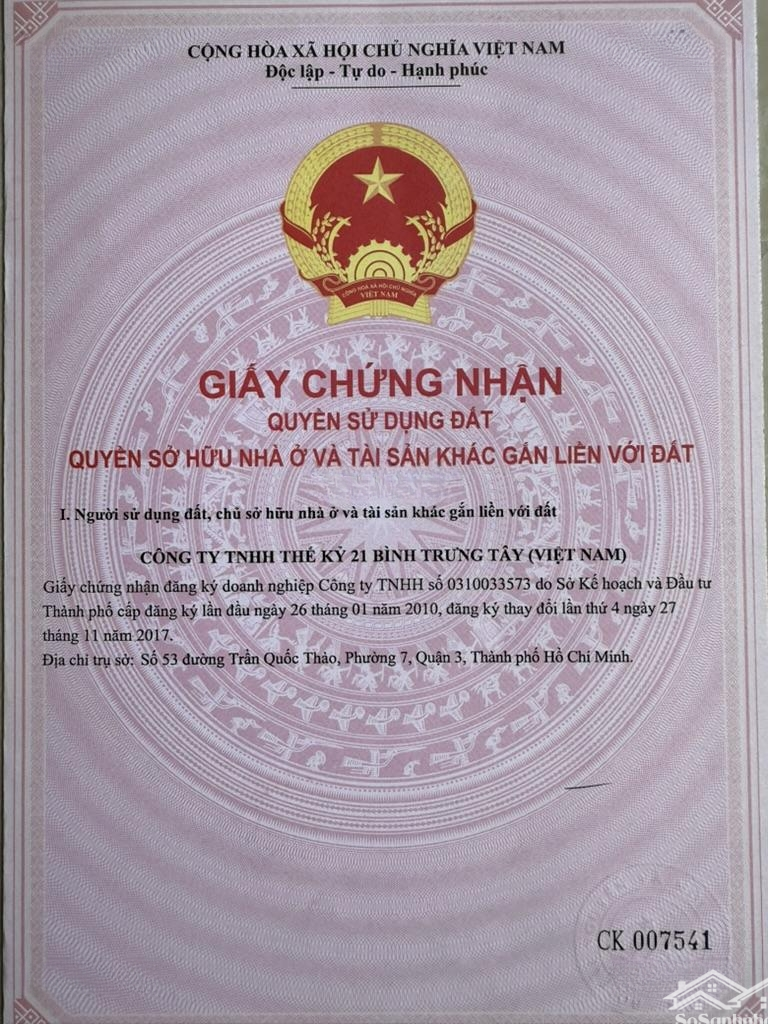 CỘNG HÒA XÃ HỘI CHỦ NGHĨA VIỆT NAM
Độc lập - Tự do - Hạnh phúc
CỘNG HÒA XÃ HỘI CHỦ NGHĨA
VIỆT NAM
GIẤY CHỨNG NHẬN
QUYỀN SỬ DỤNG ĐẤT
QUYỀN SỞ HỮU NHÀ Ở VÀ TÀI SẢN KHÁC GẮN LIỀN VỚI ĐẤT
I. Người sử dụng đất, chủ sở hữu nhà ở và tài sản khác gắn liền với đất
CÔNG TY TNHH THẾ KỶ 21 BÌNH TRƯNG TÂY (VIỆT NAM)
Giấy chứng nhận đăng ký doanh nghiệp Công ty TNHH số 0310033573 do Sở Kế hoạch và Đầu tư
Thành phố cấp đăng ký lần đầu ngày 26 tháng 01 năm 2010, đăng ký thay đổi lần thứ 4 ngày 27
tháng 11 năm 2017.
Địa chỉ trụ sở: Số 53 đường Trần Quốc Thảo, Phường 7, Quận 3, Thành phố Hồ Chí Minh.
CK 007541